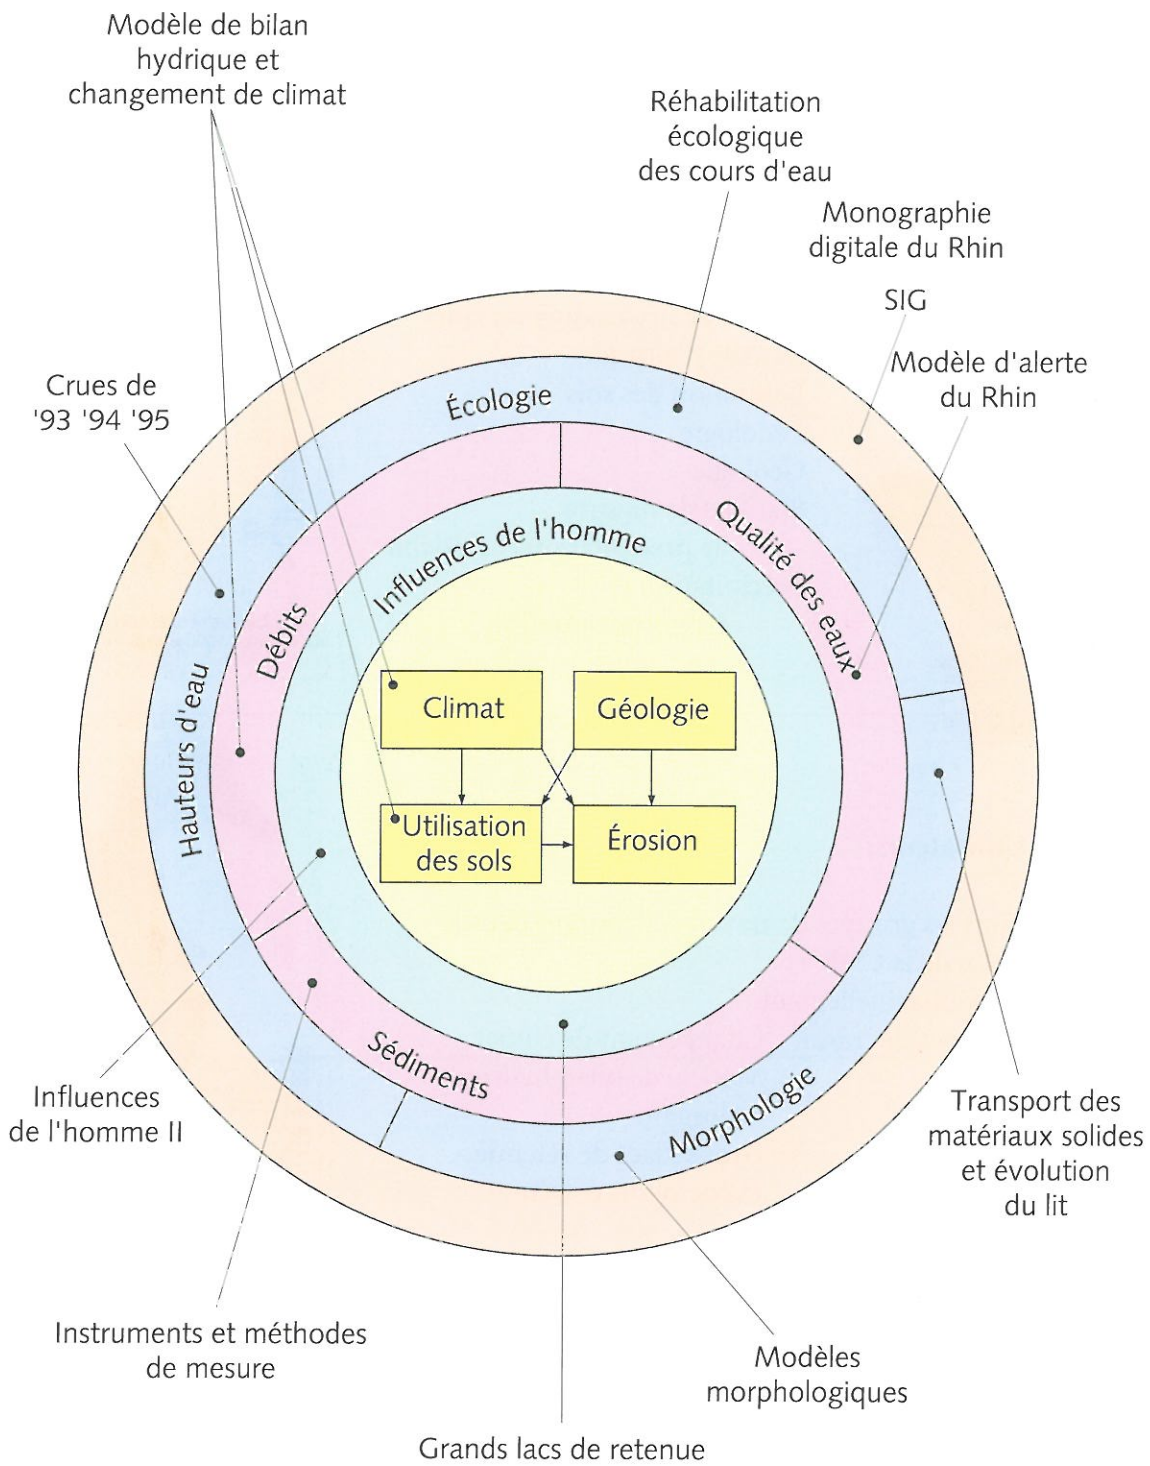 Modèle de bilan
hydrique et
changement de climat
Réhabilitation
écologique
des cours d'eau
Monographie
digitale du Rhin
SIG
Modèle d'alerte
du Rhin
Crues de
'93 '94 '95
Écologie
Qualité des eaux
Influences de l'homme
Débits
Hauteurs d'eau
Climat
Géologie
Utilisation
des sols
Érosion
Sédiments
Morphologie
Influences
de l'homme II
Transport des
matériaux solides
et évolution
du lit
Instruments et méthodes
de mesure
Modèles
morphologiques
Grands lacs de retenue